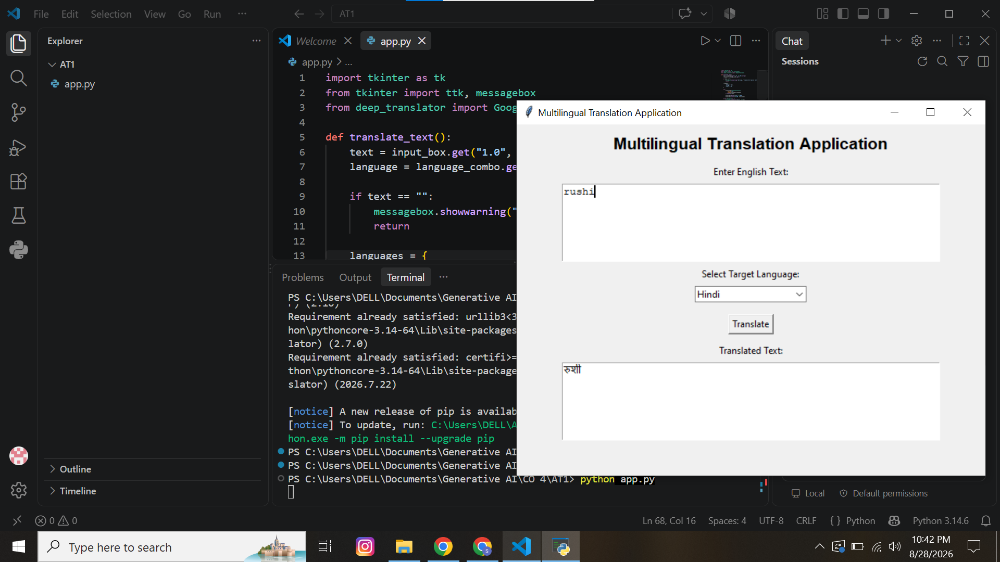 File Edit Selection View Go Run ···
AT1
Explorer
AT1
app.py
Outline
Timeline
Welcome
app.py
app.py > ...
1 import tkinter as tk
2 from tkinter import ttk, messagebox
3 from deep_translator import Goog
4
5 def translate_text():
6 text = input_box.get("1.0",
7 language = language_combo.ge
8
9 if text == "":
10 messagebox.showwarning("
11 return
12
13 languages = {
Problems Output Terminal ···
PS C:\Users\DELL\Documents\Generative AI
Requirement already satisfied: urllib3<3
hon\pythoncore-3.14-64\Lib\site-packages
lator) (2.7.0)
Requirement already satisfied: certifi>=
thon\pythoncore-3.14-64\Lib\site-package
slator) (2026.7.22)
[notice] A new release of pip is availab
[notice] To update, run: C:\Users\DELL\A
hon.exe -m pip install --upgrade pip
PS C:\Users\DELL\Documents\Generative AI
PS C:\Users\DELL\Documents\Generative AI
PS C:\Users\DELL\Documents\Generative AI\CO 4\AT1> python app.py
Chat
Sessions
Multilingual Translation Application
Multilingual Translation Application
Enter English Text:
rushi
Select Target Language:
Hindi
Translate
Translated Text:
रुशी
Local Default permissions
0 0
Ln 68, Col 16 Spaces: 4 UTF-8 CRLF { } Python Python 3.14.6
Type here to search
S
10:42 PM
8/28/2026